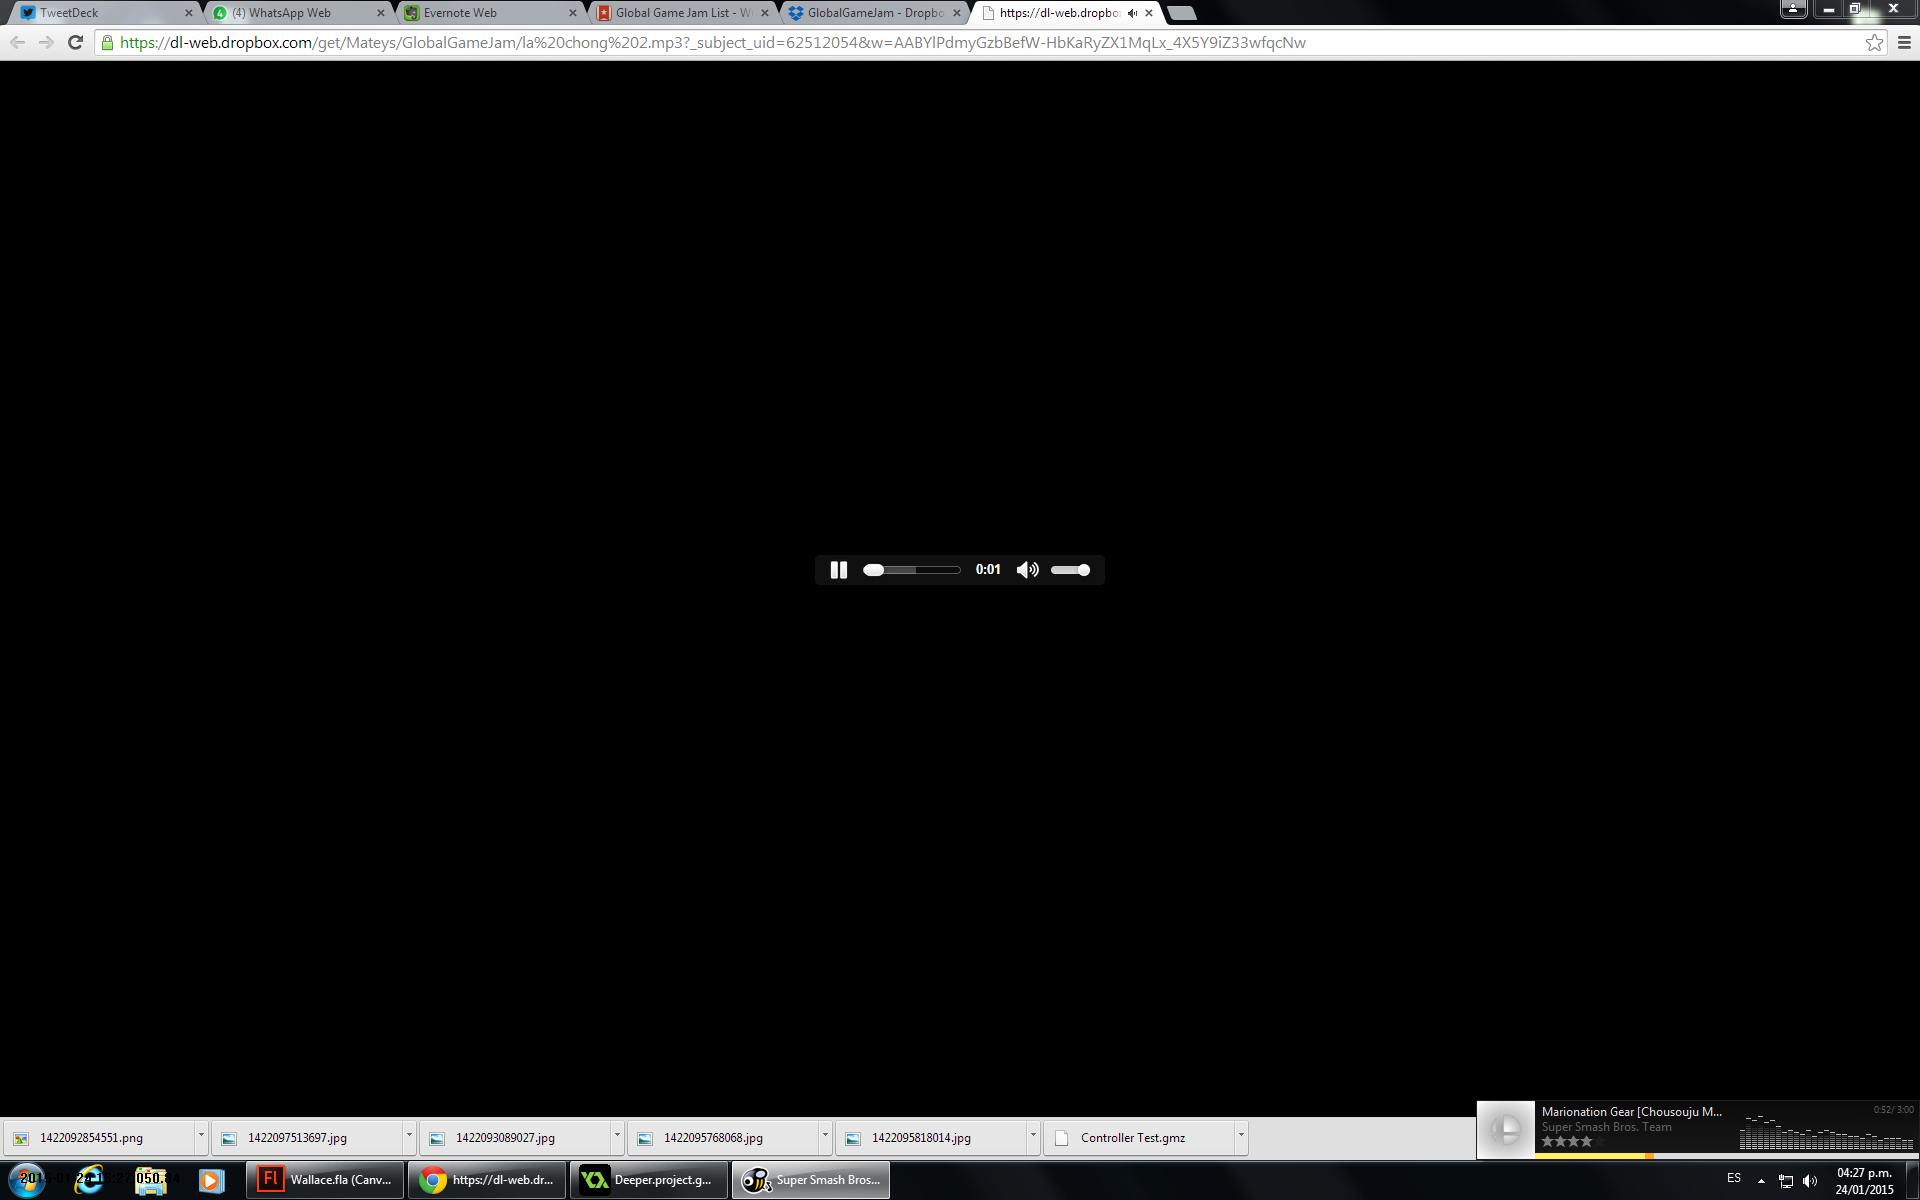 TweetDeck
(4) WhatsApp Web
Evernote Web
Global Game Jam List - W
GlobalGameJam - Dropbo
https://dl-web.dropbo
https://dl-web.dropbox.com/get/Mateys/GlobalGameJam/la%20chong%202.mp3?_subject_uid=62512054&w=AABYlPdmyGzbBefW-HbKaRyZX1MqLx_4X5Y9iZ33wfqcNw
0:01
1422092854551.png
1422097513697.jpg
1422093089027.jpg
1422095768068.jpg
1422095818014.jpg
Controller Test.gmz
Marionation Gear [Chousouju M...
0:52/ 3:00
Super Smash Bros. Team
Wallace.fla (Canv...
https://dl-web.dr...
Deeper.project.g...
Super Smash Bros...
ES
04:27 p.m.
24/01/2015